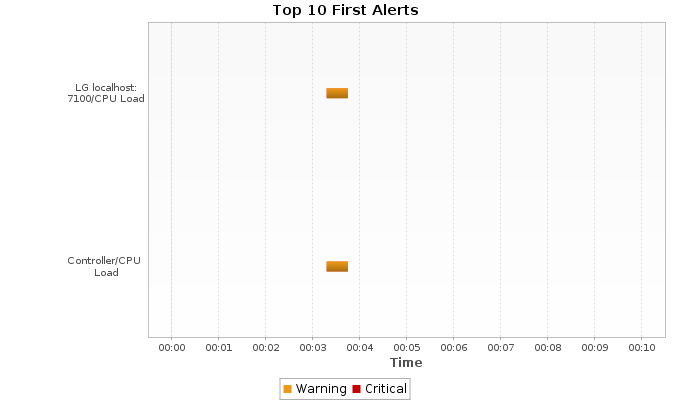 Top 10 First Alerts
LG localhost:
7100/CPU Load
Controller/CPU
Load
00:00 00:01 00:02 00:03 00:04 00:05 00:06 00:07 00:08 00:09 00:10
Time
Warning Critical